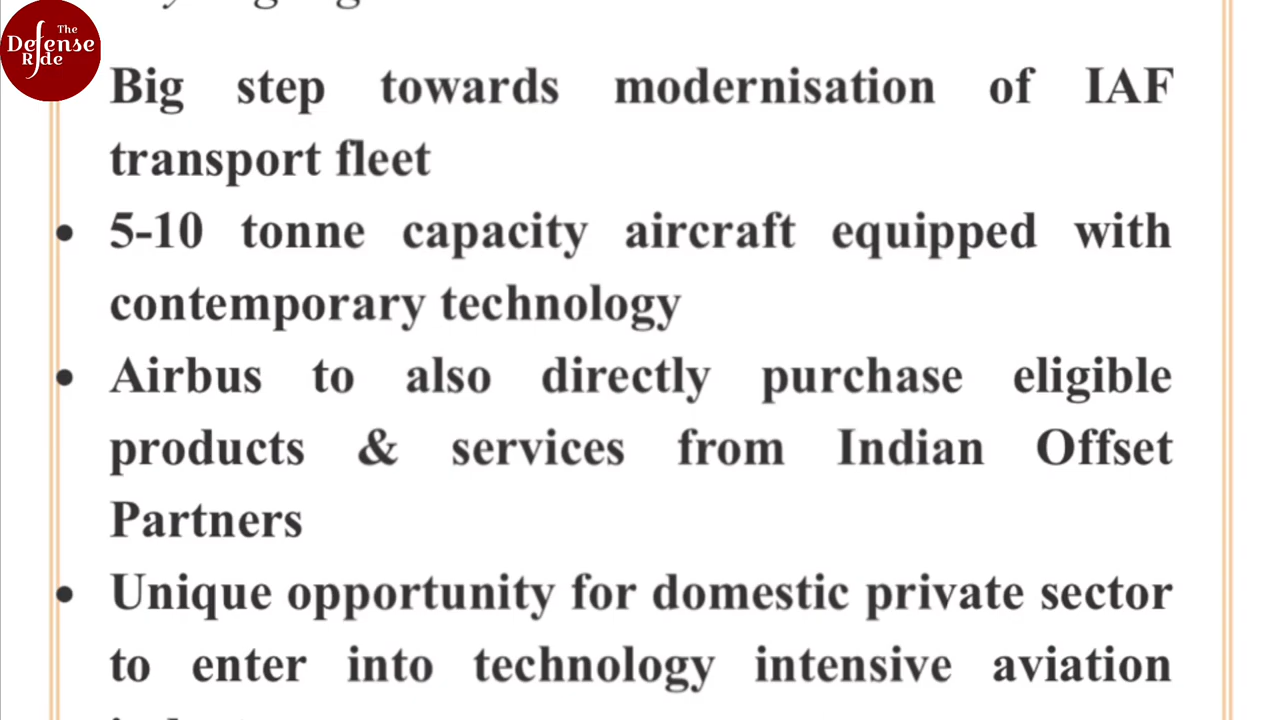 The
Defense
Ride
Big step towards modernisation of IAF
transport fleet
• 5-10 tonne capacity aircraft equipped with
contemporary technology
• Airbus to also directly purchase eligible
products & services from Indian Offset
Partners
• Unique opportunity for domestic private sector
to enter into technology intensive aviation